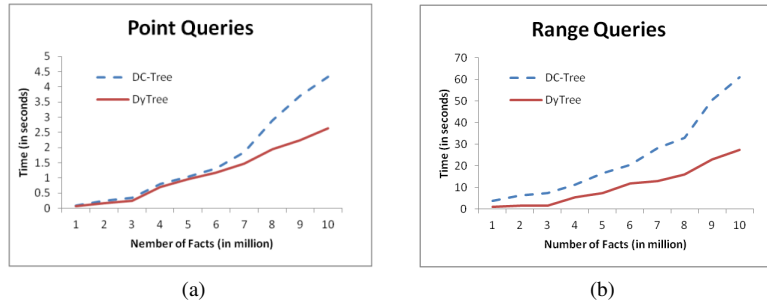 Point Queries
5
4.5
4
3.5
3
2.5
2
1.5
1
0.5
0
Time (in seconds)
DC-Tree
DyTree
1 2 3 4 5 6 7 8 9 10
Nember of Facts (in million)
(a)
Range Queries
70
60
50
40
30
20
10
0
Time (in seconds)
DC-Tree
DyTree
1 2 3 4 5 6 7 8 9 10
Number of Facts (in million)
(b)